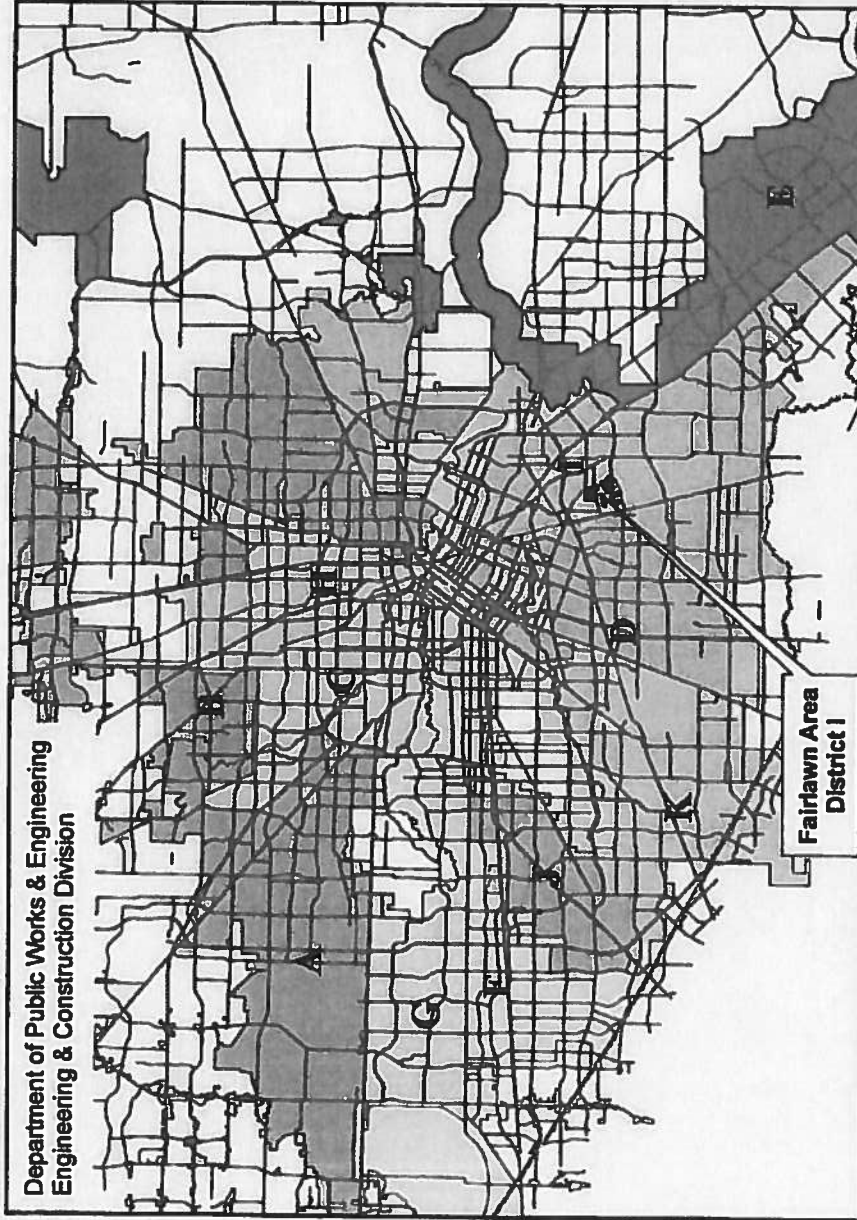 Department of Public Works & Engineering
Engineering & Construction Division
E
I
H
D
C
B
K
J
A
F
G
Fairlawn Area
District I